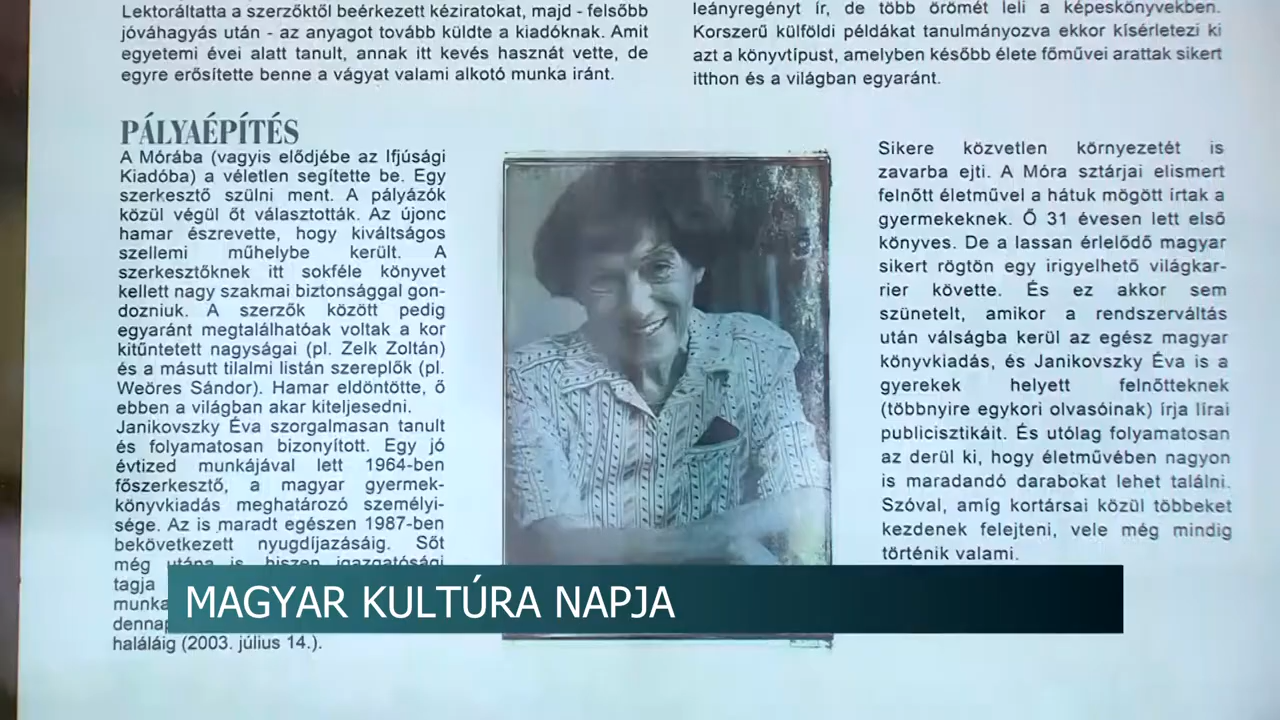 Lektoráltatta a szerzőktől beérkezett kéziratokat, majd - felsőbb
jóváhagyás után - az anyagot tovább küldte a kiadóknak. Amit
egyetemi évei alatt tanult, annak itt kevés hasznát vette, de
egyre erősítette benne a vágyat valami alkotó munka iránt.
leányregényt ír, de több örömét leli a képeskönyvekben.
Korszerű külföldi példákat tanulmányozva ekkor kísérletezi ki
azt a könyvtípust, amelyben később élete főművei arattak sikert
itthon és a világban egyaránt.
PÁLYAÉPÍTÉS
A Mórába (vagyis elődjébe az Ifjúsági
Kiadóba) a véletlen segítette be. Egy
szerkesztő szülni ment. A pályázók
közül végül őt választották. Az újonc
hamar észrevette, hogy kiváltságos
szellemi műhelybe került. A
szerkesztőknek itt sokféle könyvet
kellett nagy szakmai biztonsággal gon-
dozniuk. A szerzők között pedig
egyaránt megtalálhatóak voltak a kor
kitűntetett nagyságai (pl. Zelk Zoltán)
és a másutt tilalmi listán szereplők (pl.
Weöres Sándor). Hamar eldöntötte, ő
ebben a világban akar kiteljesedni.
Janikovszky Éva szorgalmasan tanult
és folyamatosan bizonyított. Egy jó
évtized munkájával lett 1964-ben
főszerkesztő, a magyar gyermek-
könyvkiadás meghatározó személyi-
sége. Az is maradt egészen 1987-ben
bekövetkezett nyugdíjazásáig. Sőt
még utána is, hiszen igazgatósági
tagja
munka
dennap
haláláig (2003. július 14.).
Sikere közvetlen környezetét is
zavarba ejti. A Móra sztárjai elismert
felnőtt életművel a hátuk mögött írtak a
gyermekeknek. Ő 31 évesen lett első
könyves. De a lassan érlelődő magyar
sikert rögtön egy irigyelhető világkar-
rier követte. És ez akkor sem
szünetelt, amikor a rendszerváltás
után válságba kerül az egész magyar
könyvkiadás, és Janikovszky Éva is a
gyerekek helyett felnőtteknek
(többnyire egykori olvasóinak) írja lírai
publicisztikáit. És utólag folyamatosan
az derül ki, hogy életművében nagyon
is maradandó darabokat lehet találni.
Szóval, amíg kortársai közül többeket
kezdenek felejteni, vele még mindig
történik valami.
MAGYAR KULTÚRA NAPJA